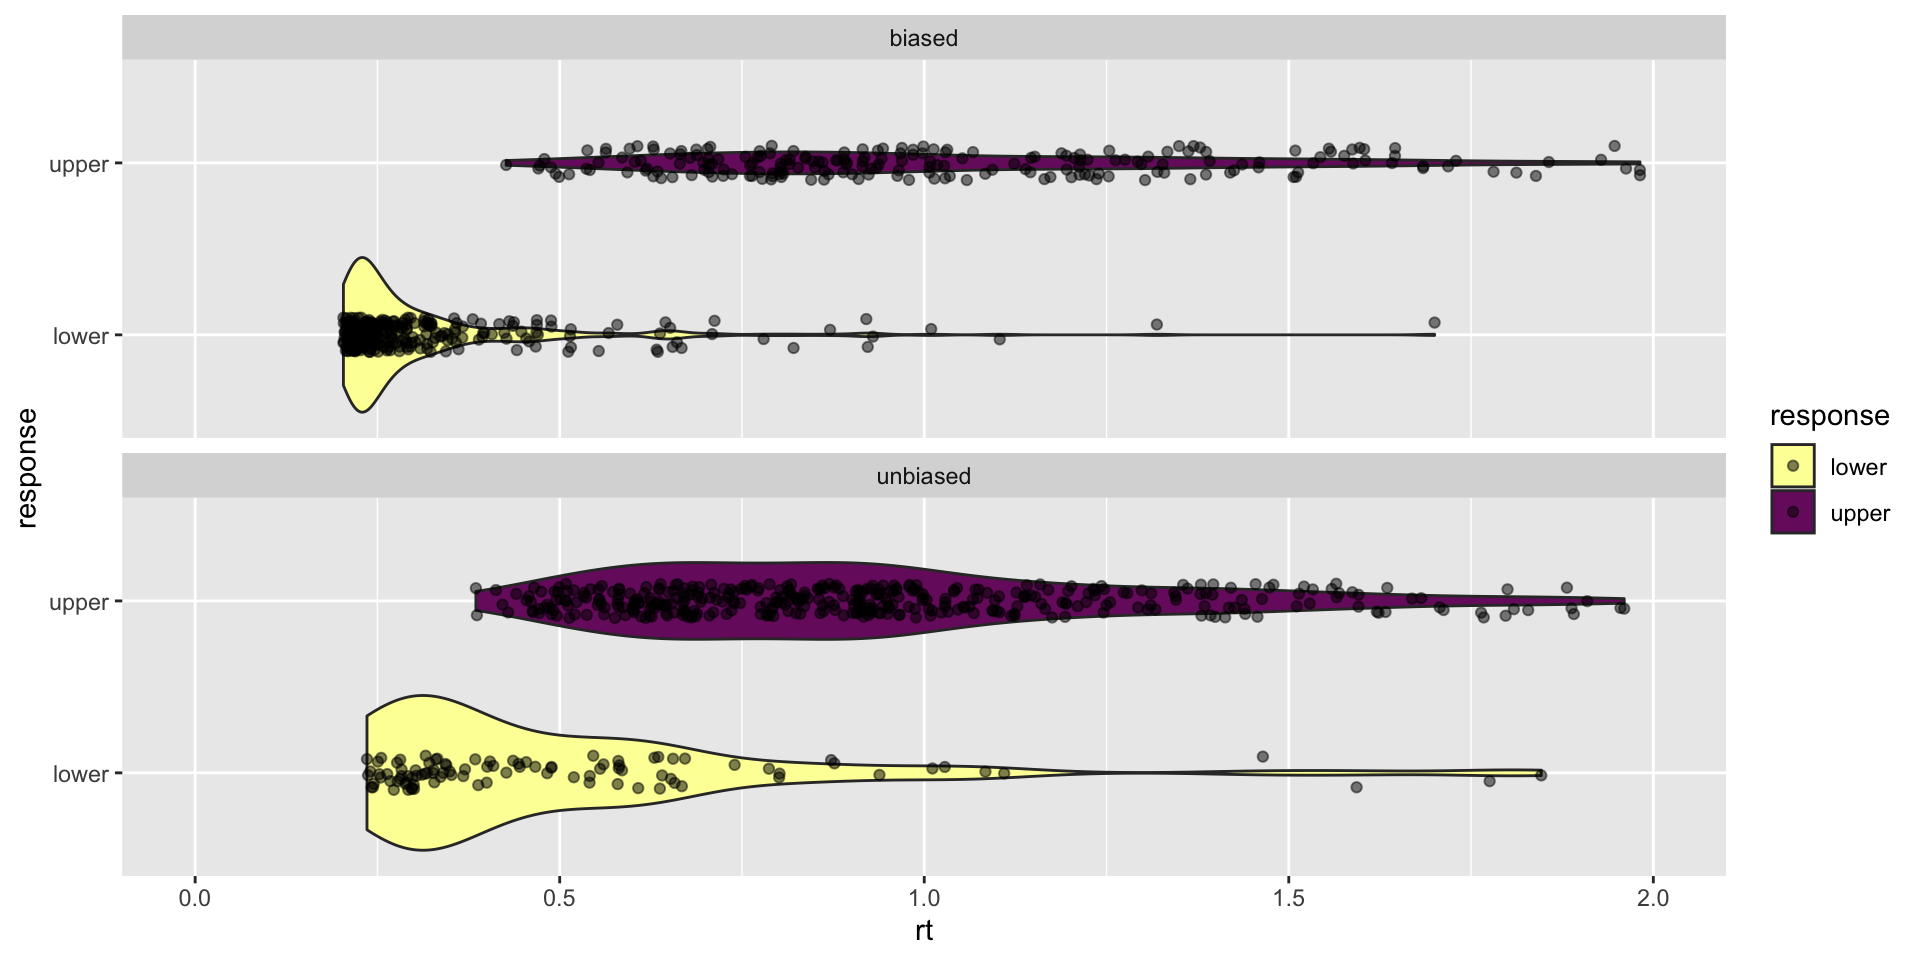 biased
upper
lower
response
unbiased
upper
lower
0.0 0.5 1.0 1.5 2.0
rt
response
lower
upper